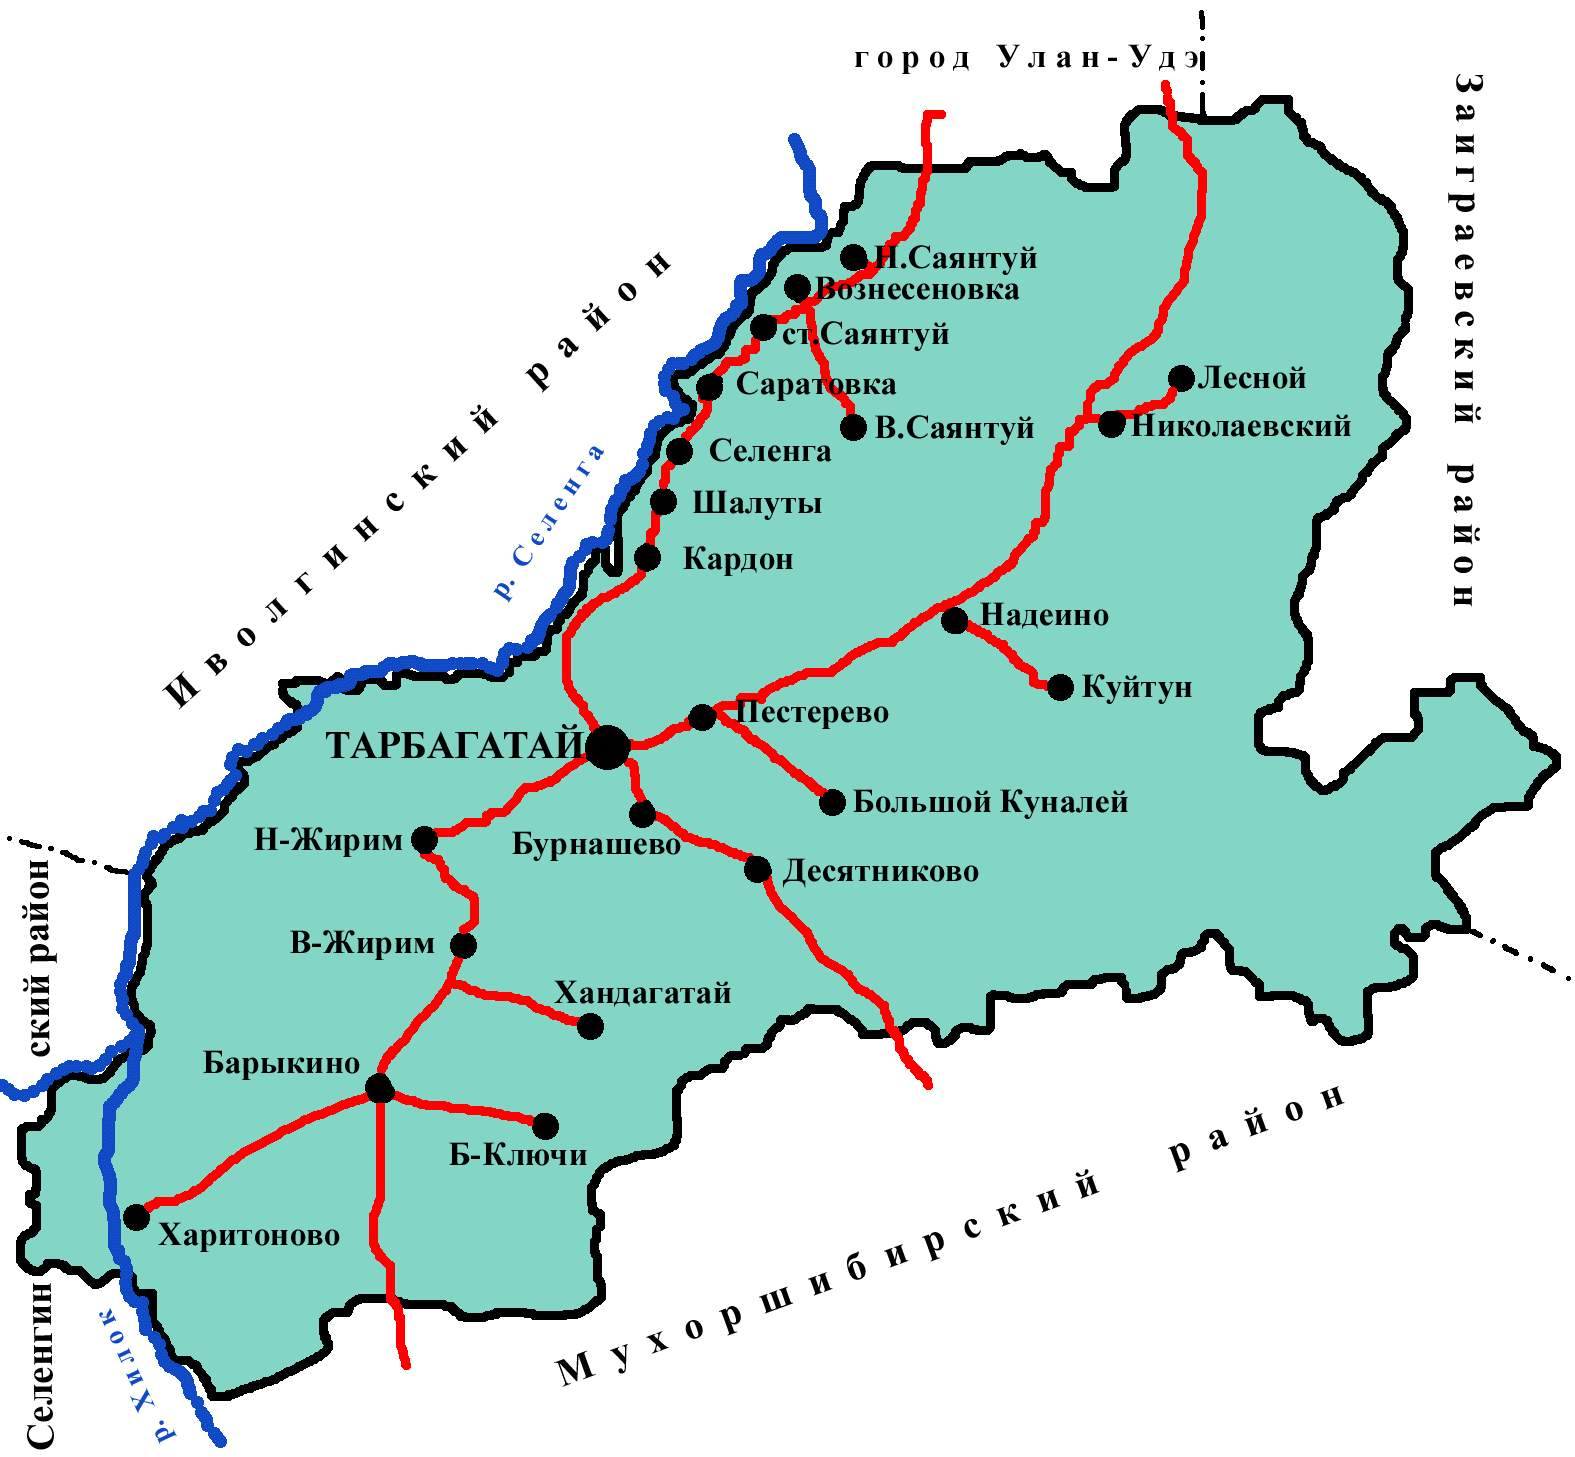 город Улан-Удэ
Заиграевский район
Иволгинский район
Н.Саянтуй
Вознесеновка
ст.Саянтуй
Саратовка
Лесной
В.Саянтуй
Николаевский
Селенга
р. Селенга
Шалуты
Кардон
Надеино
Куйтун
Пестерево
ТАРБАГАТАЙ
Большой Куналей
Н-Жирим
Бурнашево
Десятниково
В-Жирим
Хандагатай
Барыкино
Б-Ключи
Харитоново
Селенгин ский район
р. Хилок
Мухоршибирский район